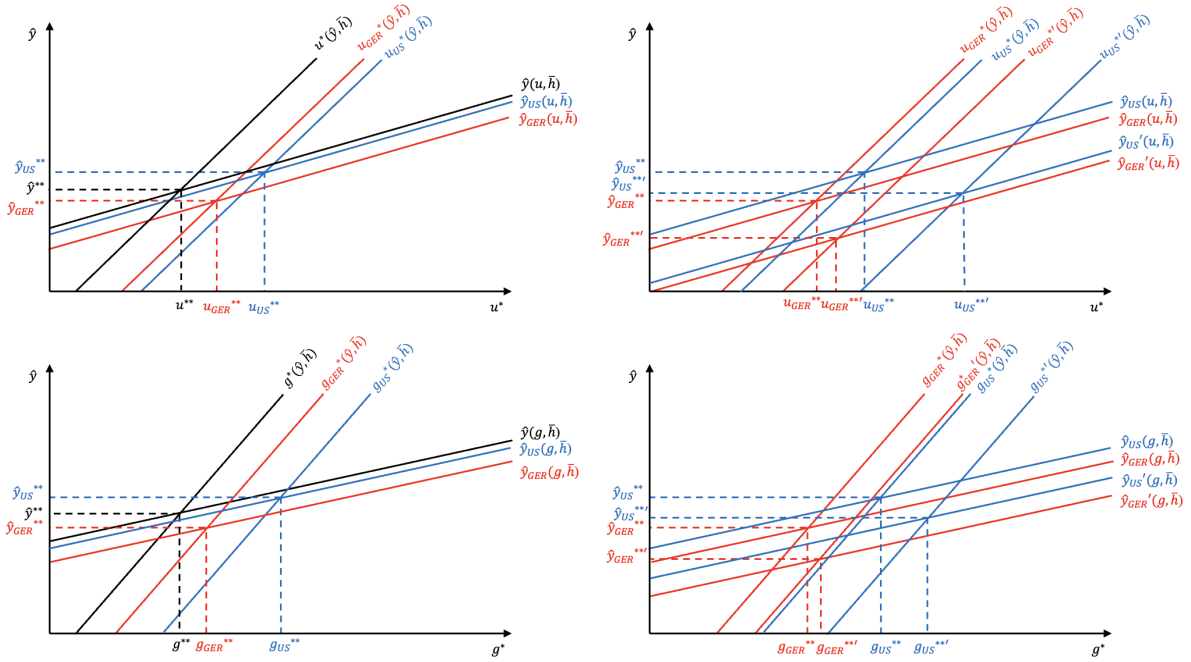 ŷ
u*(ŷ,h̄)
u_GER*(ŷ,h̄)
u_US*(ŷ,h̄)
ŷ(u,h̄)
ŷ_US(u,h̄)
ŷ_GER(u,h̄)
ŷ_US**
ŷ**
ŷ_GER**
u**
u_GER**
u_US**
u*
ŷ
u_GER*(ŷ,h̄)
u_US*(ŷ,h̄)
u_GER*′(ŷ,h̄)
u_US*′(ŷ,h̄)
ŷ_US(u,h̄)
ŷ_GER(u,h̄)
ŷ_US′(u,h̄)
ŷ_GER′(u,h̄)
ŷ_US**
ŷ_US**′
ŷ_GER**
ŷ_GER**′
u_GER**
u_GER**′
u_US**
u_US**′
u*
ŷ
g*(ŷ,h̄)
g_GER*(ŷ,h̄)
g_US*(ŷ,h̄)
ŷ(g,h̄)
ŷ_US(g,h̄)
ŷ_GER(g,h̄)
ŷ_US**
ŷ**
ŷ_GER**
g**
g_GER**
g_US**
g*
ŷ
g_GER*(ŷ,h̄)
g_GER*′(ŷ,h̄)
g_US*(ŷ,h̄)
g_US*′(ŷ,h̄)
ŷ_US(g,h̄)
ŷ_GER(g,h̄)
ŷ_US′(g,h̄)
ŷ_GER′(g,h̄)
ŷ_US**
ŷ_US**′
ŷ_GER**
ŷ_GER**′
g_GER**
g_GER**′
g_US**
g_US**′
g*